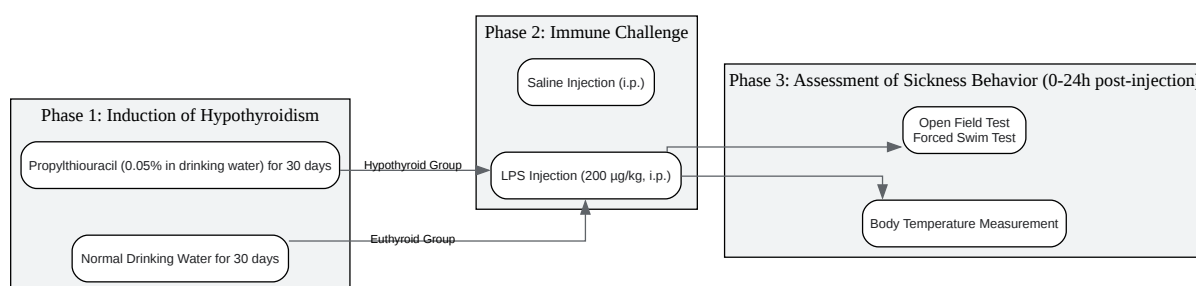 Phase 1: Induction of Hypothyroidism
Propylthiouracil (0.05% in drinking water) for 30 days
Normal Drinking Water for 30 days
Hypothyroid Group
Euthyroid Group
Phase 2: Immune Challenge
Saline Injection (i.p.)
LPS Injection (200 µg/kg, i.p.)
Phase 3: Assessment of Sickness Behavior (0-24h post-injection)
Open Field Test
Forced Swim Test
Body Temperature Measurement